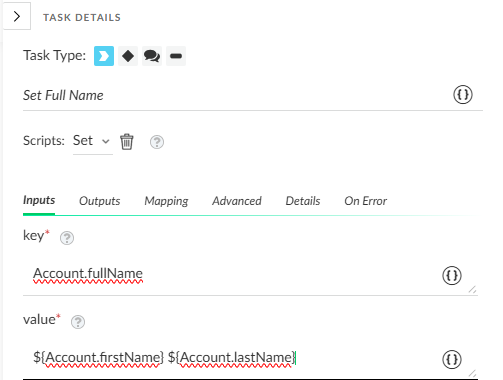 TASK DETAILS
Task Type:
Set Full Name
{}
Scripts: Set ?
Inputs Outputs Mapping Advanced Details On Error
key* ?
Account.fullName
{}
value* ?
${Account.firstName} ${Account.lastName}
{}